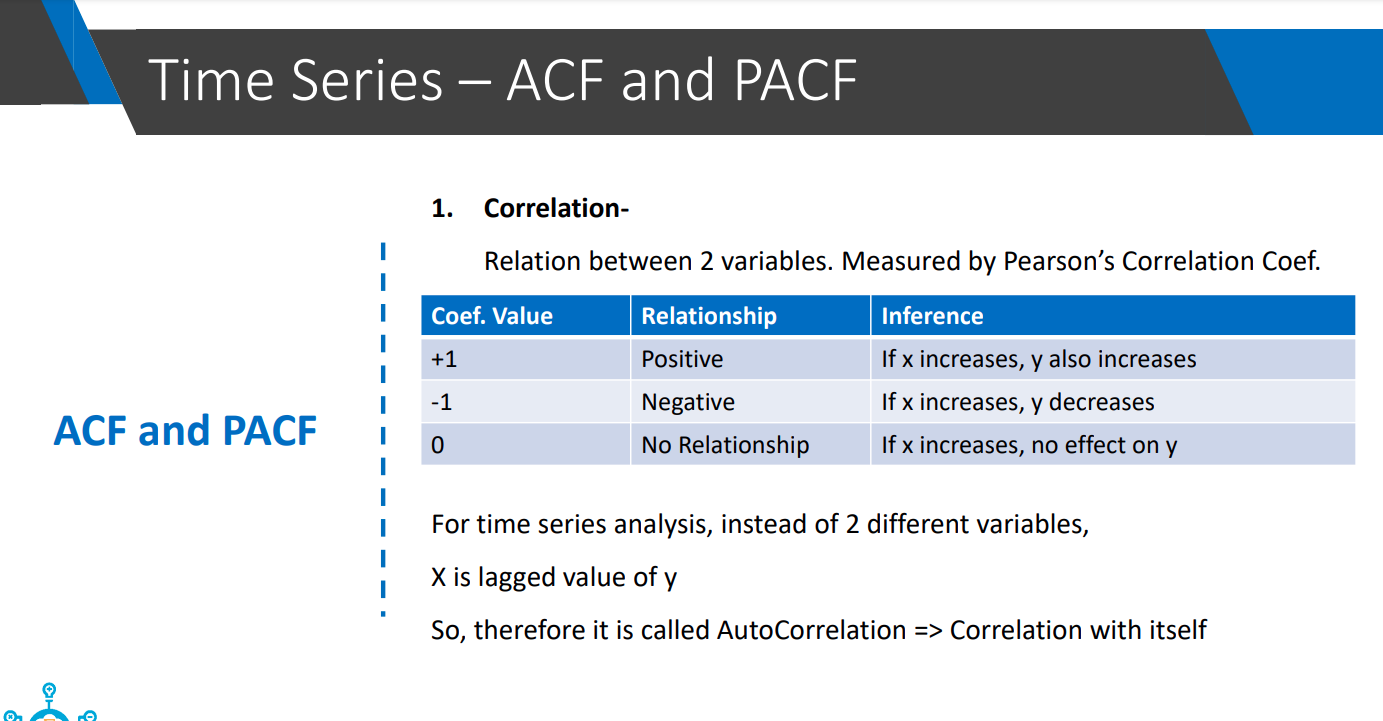 Time Series – ACF and PACF
1. Correlation-
Relation between 2 variables. Measured by Pearson’s Correlation Coef.
Coef. Value Relationship Inference
+1 Positive If x increases, y also increases
-1 Negative If x increases, y decreases
0 No Relationship If x increases, no effect on y
ACF and PACF
For time series analysis, instead of 2 different variables,
X is lagged value of y
So, therefore it is called AutoCorrelation => Correlation with itself